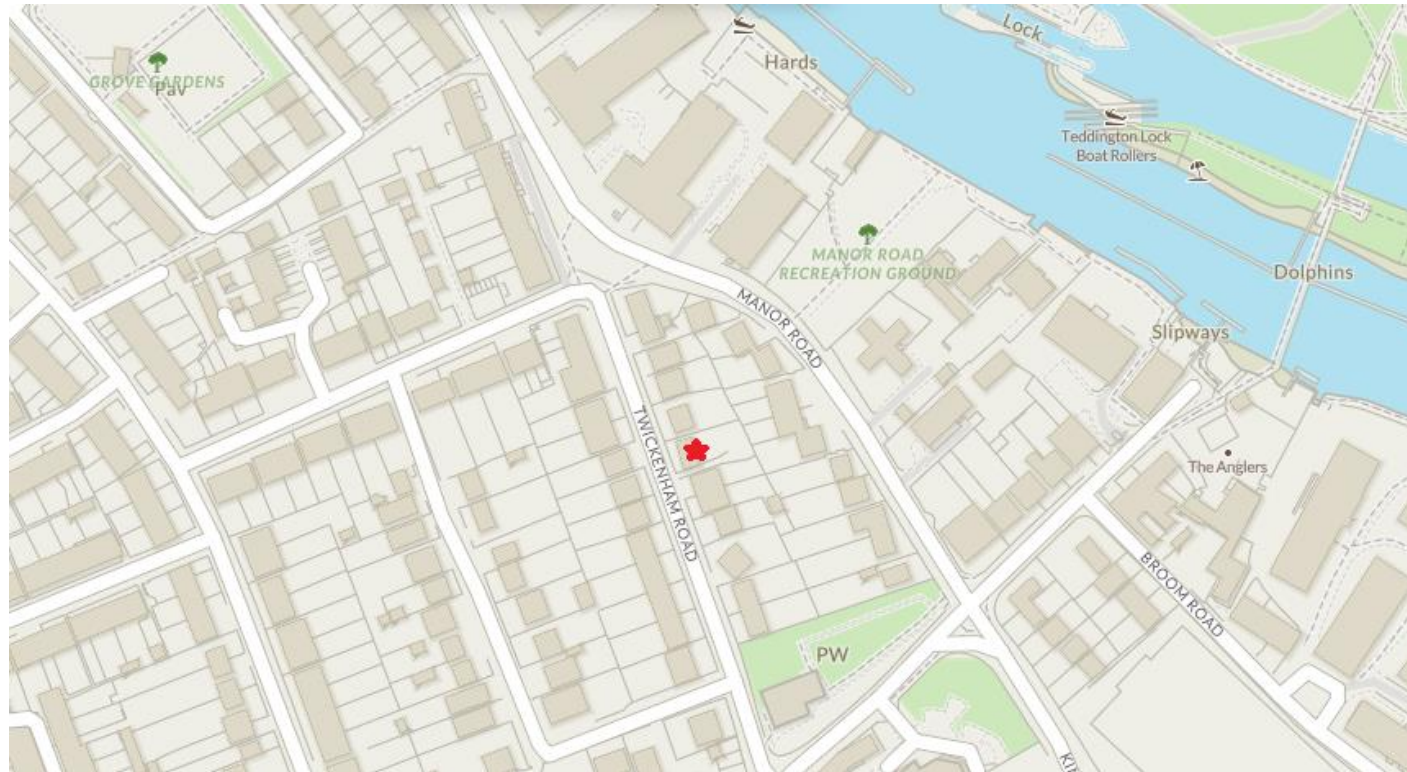 Lock
Hards
GROVE GARDENS
Pav
Teddington Lock
Boat Rollers
MANOR ROAD
RECREATION GROUND
Dolphins
MANOR ROAD
Slipways
TWICKENHAM ROAD
The Anglers
BROOM ROAD
PW